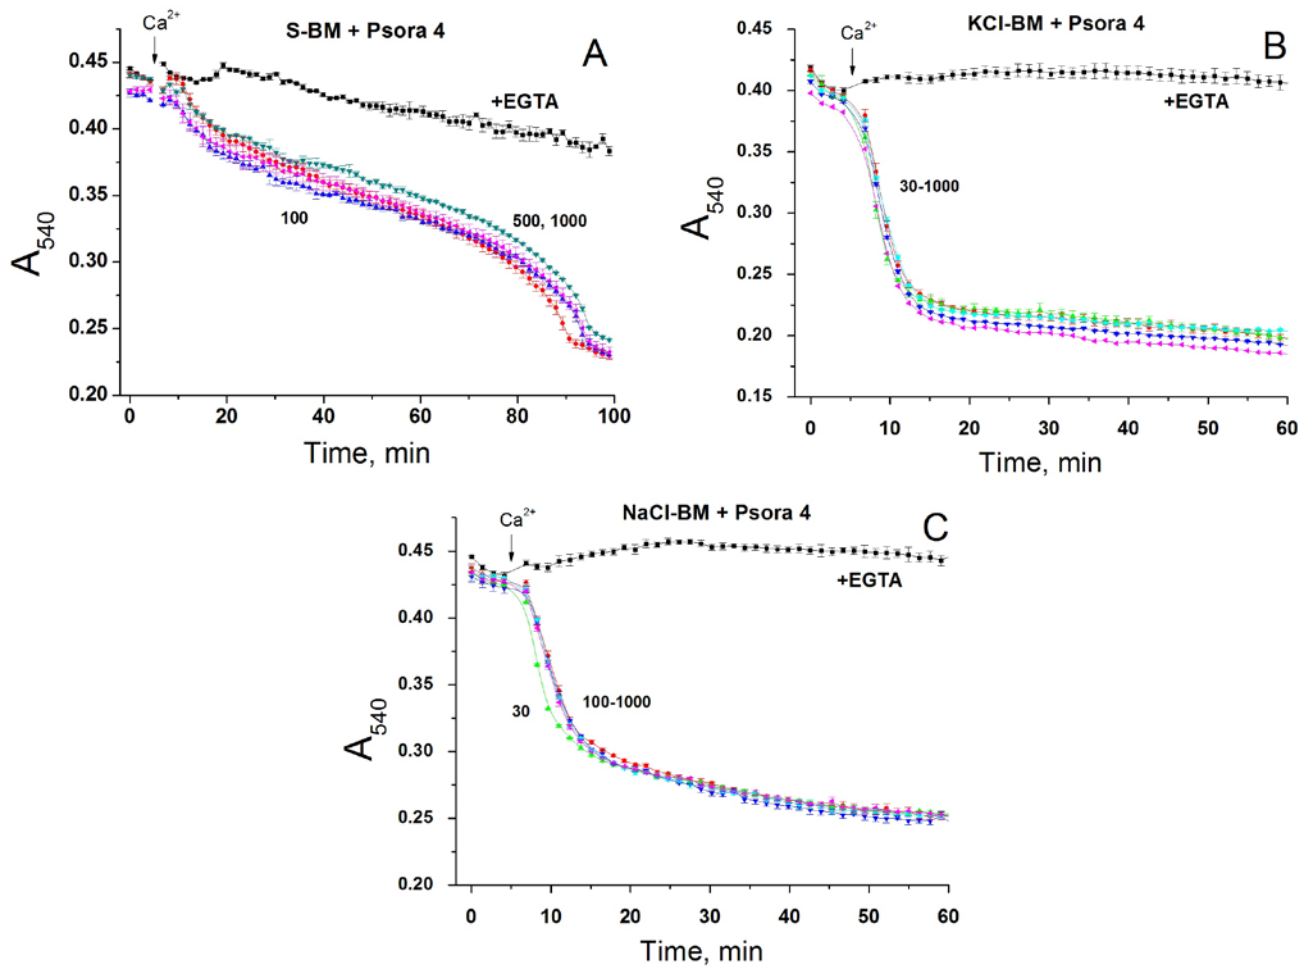 Ca²⁺
S-BM + Psora 4
A
0.45
0.40
0.35
0.30
0.25
0.20
A₅₄₀
+EGTA
100
500, 1000
0 20 40 60 80 100
Time, min
Ca²⁺
KCl-BM + Psora 4
B
0.45
0.40
0.35
0.30
0.25
0.20
0.15
A₅₄₀
+EGTA
30-1000
0 10 20 30 40 50 60
Time, min
Ca²⁺
NaCl-BM + Psora 4
C
0.45
0.40
0.35
0.30
0.25
0.20
A₅₄₀
+EGTA
30
100-1000
0 10 20 30 40 50 60
Time, min